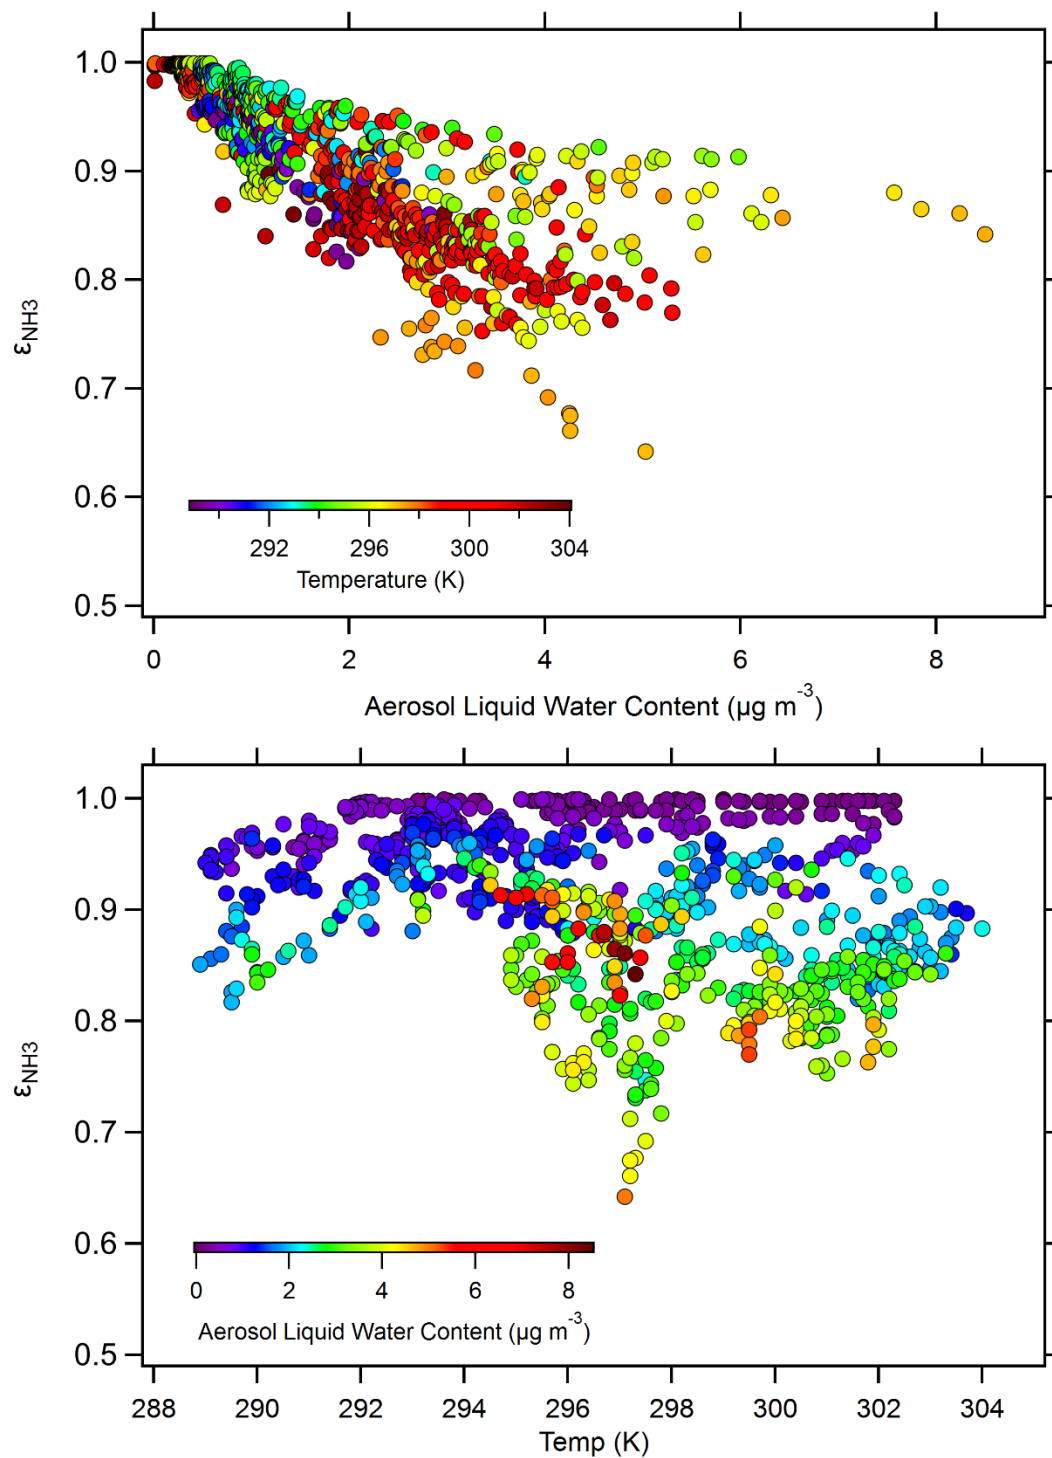 1.0
0.9
0.8
0.7
0.6
0.5
εNH3
292 296 300 304
Temperature (K)
0 2 4 6 8
Aerosol Liquid Water Content (µg m-3)
1.0
0.9
0.8
0.7
0.6
0.5
εNH3
0 2 4 6 8
Aerosol Liquid Water Content (µg m-3)
288 290 292 294 296 298 300 302 304
Temp (K)